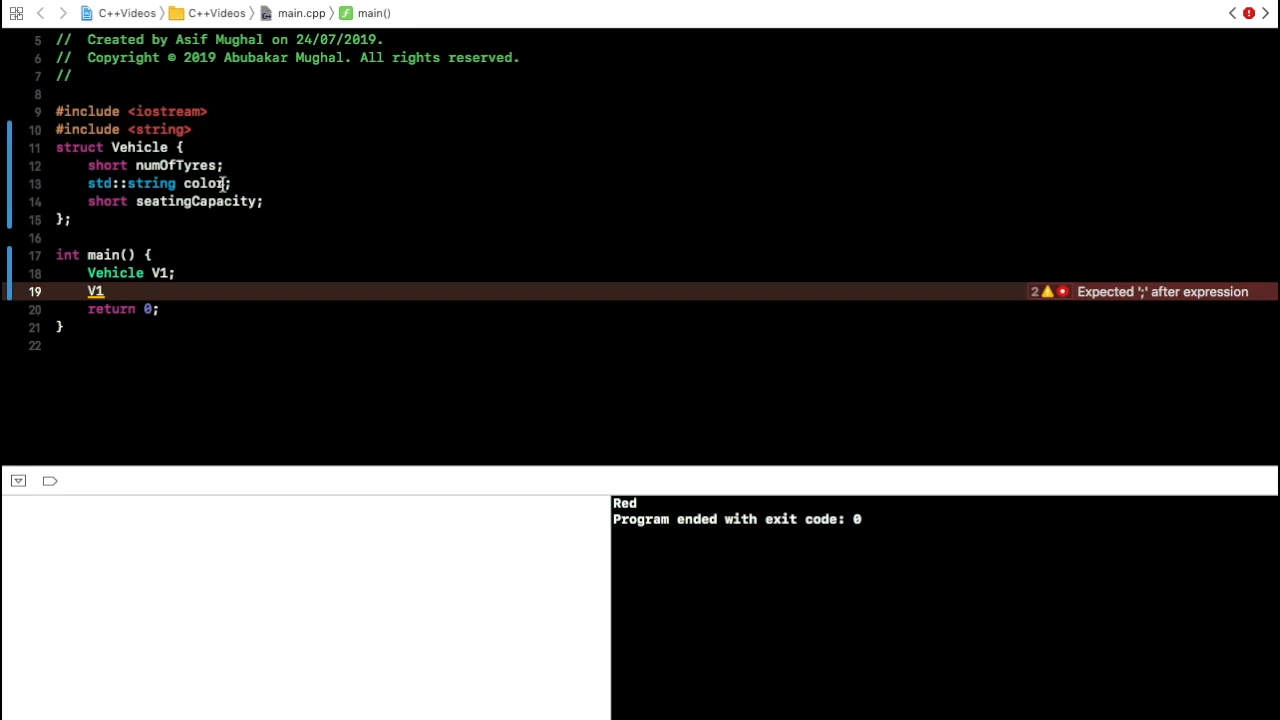 C++Videos C++Videos main.cpp main()
5 //  Created by Asif Mughal on 24/07/2019.
6 //  Copyright © 2019 Abubakar Mughal. All rights reserved.
7 //
8
9 #include <iostream>
10 #include <string>
11 struct Vehicle {
12     short numOfTyres;
13     std::string color;
14     short seatingCapacity;
15 };
16
17 int main() {
18     Vehicle V1;
19     V1 2 Expected ';' after expression
20     return 0;
21 }
22
Red
Program ended with exit code: 0